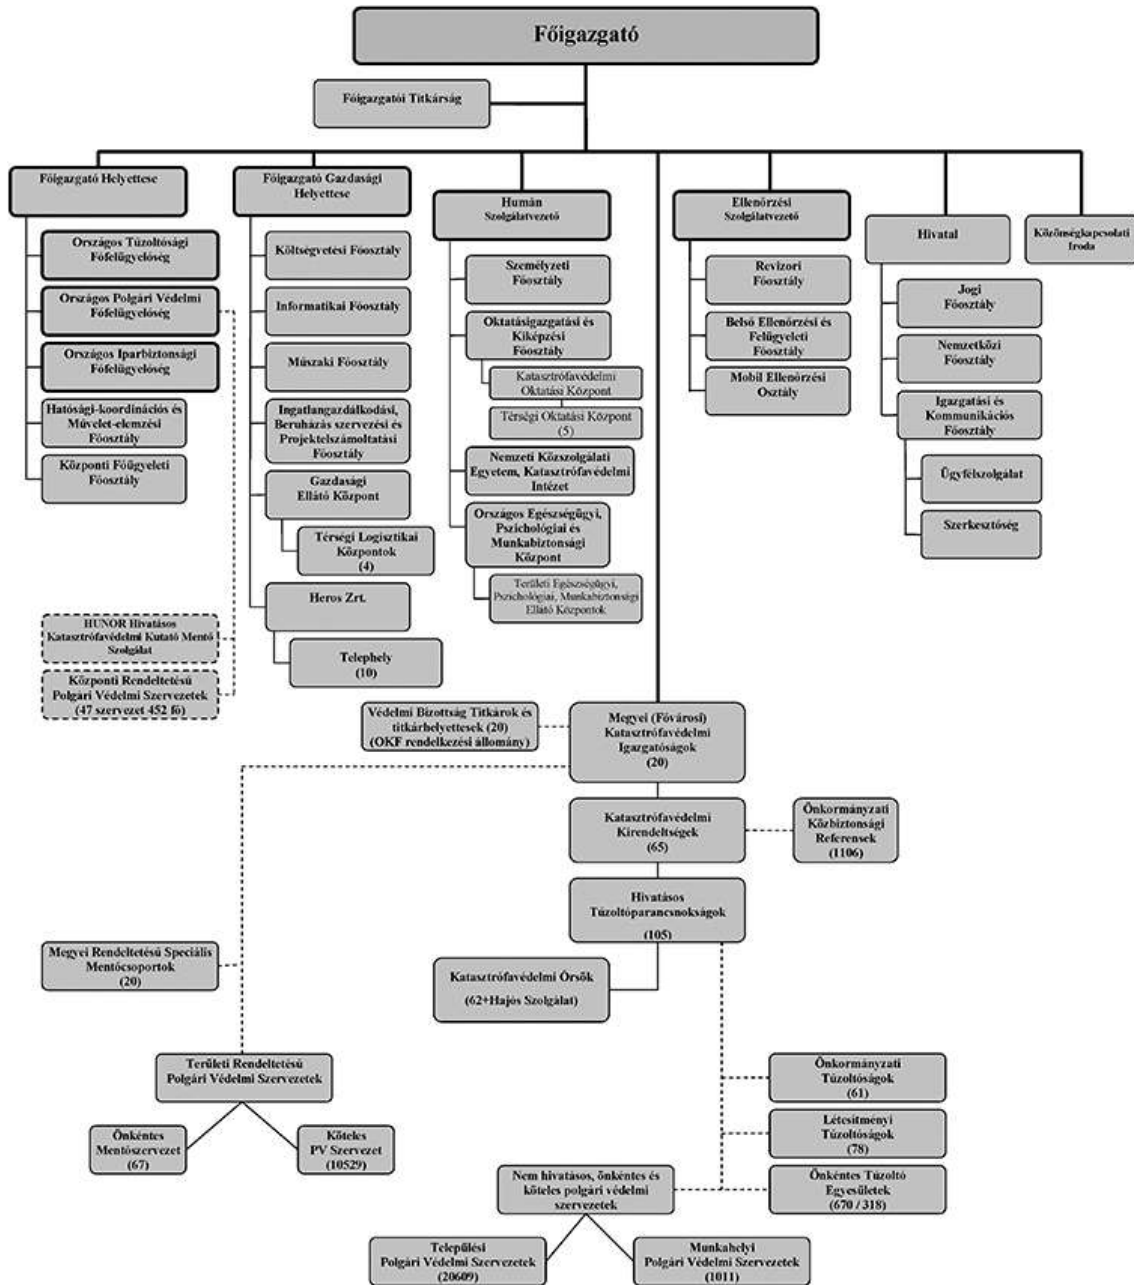 Főigazgató
Főigazgatói Titkárság
Főigazgató Helyettese
Országos Tűzoltósági
Főfelügyelőség
Országos Polgári Védelmi
Főfelügyelőség
Országos Iparbiztonsági
Főfelügyelőség
Hatósági-koordinációs és
Művelet-elemzési
Főosztály
Központi Főügyeleti
Főosztály
HUNOR Hivatásos
Katasztrófavédelmi Kutató Mentő
Szolgálat
Központi Rendeltetésű
Polgári Védelmi Szervezetek
(47 szervezet 452 fő)
Főigazgató Gazdasági
Helyettese
Költségvetési Főosztály
Informatikai Főosztály
Műszaki Főosztály
Ingatlangazdálkodási,
Beruházás szervezési és
Projektelszámoltatási
Főosztály
Gazdasági
Ellátó Központ
Térségi Logisztikai
Központok
(4)
Heros Zrt.
Telephely
(10)
Humán
Szolgálatvezető
Személyzeti
Főosztály
Oktatásigazgatási és
Kiképzési
Főosztály
Katasztrófavédelmi
Oktatási Központ
Térségi Oktatási Központ
(5)
Nemzeti Közszolgálati
Egyetem, Katasztrófavédelmi
Intézet
Országos Egészségügyi,
Pszichológiai és
Munkabiztonsági
Központ
Területi Egészségügyi,
Pszichológiai, Munkabiztonsági
Ellátó Központok
Ellenőrzési
Szolgálatvezető
Revizori
Főosztály
Belső Ellenőrzési és
Felügyeleti
Főosztály
Mobil Ellenőrzési
Osztály
Hivatal
Jogi
Főosztály
Nemzetközi
Főosztály
Igazgatási és
Kommunikációs
Főosztály
Ügyfélszolgálat
Szerkesztőség
Közönségkapcsolati
Iroda
Védelmi Bizottság Titkárok és
titkárhelyettesek (20)
(OKF rendelkezési állomány)
Megyei (Fővárosi)
Katasztrófavédelmi
Igazgatóságok
(20)
Katasztrófavédelmi
Kirendeltségek
(65)
Önkormányzati
Közbiztonsági
Referensek
(1106)
Hivatásos
Tűzoltóparancsnokságok
(105)
Katasztrófavédelmi Őrsök
(62+Hajós Szolgálat)
Megyei Rendeltetésű Speciális
Mentőcsoportok
(20)
Területi Rendeltetésű
Polgári Védelmi Szervezetek
Önkéntes
Mentőszervezet
(67)
Köteles
PV Szervezet
(10529)
Önkormányzati
Tűzoltóságok
(61)
Létesítményi
Tűzoltóságok
(78)
Önkéntes Tűzoltó
Egyesületek
(670 / 318)
Nem hivatásos, önkéntes és
köteles polgári védelmi
szervezetek
Települési
Polgári Védelmi Szervezetek
(20609)
Munkahelyi
Polgári Védelmi Szervezetek
(1011)